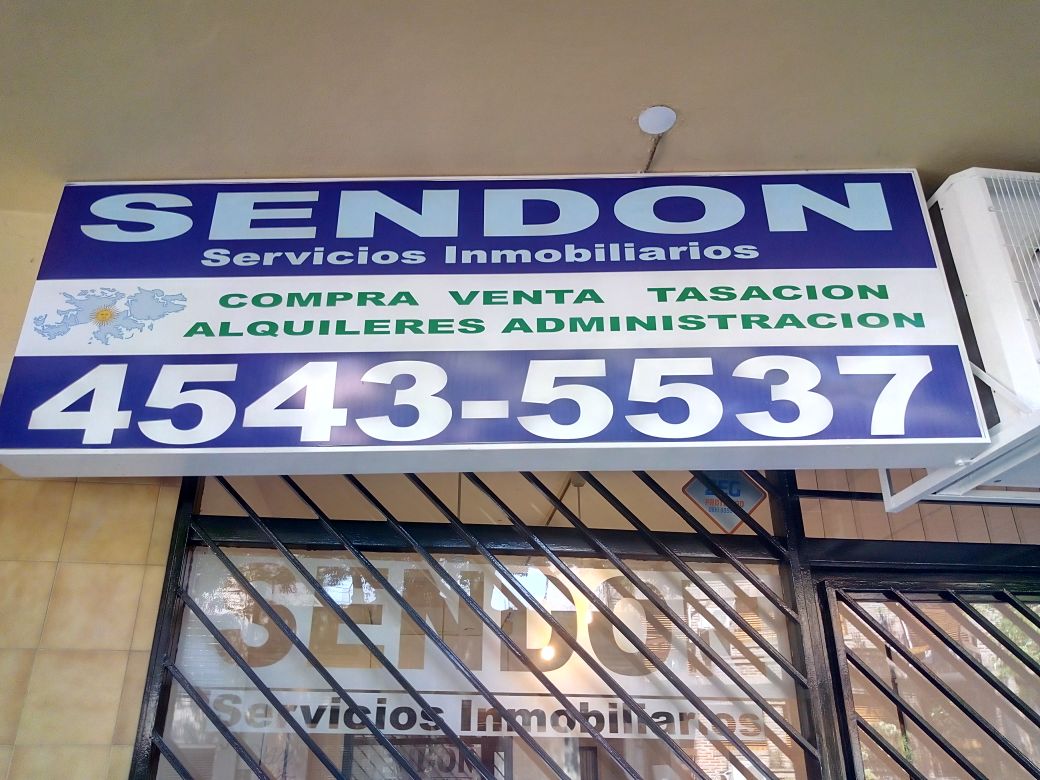 SENDON
Servicios Inmobiliarios
COMPRA VENTA TASACION
ALQUILERES ADMINISTRACION
4543-5537
SENDON
Servicios Inmobiliarios